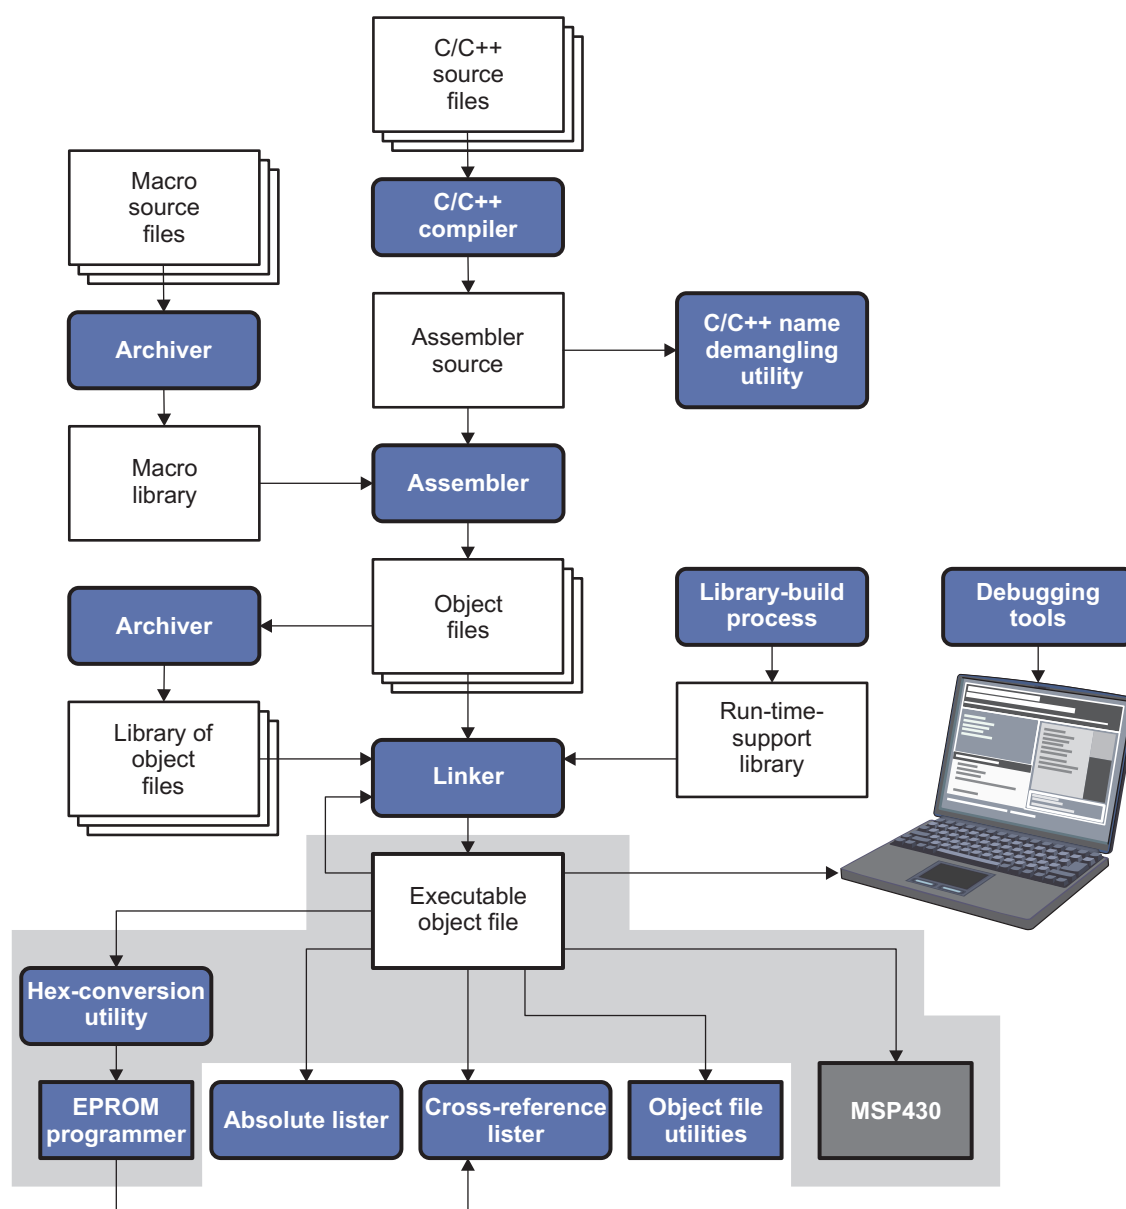 C/C++
source
files
Macro
source
files
C/C++
compiler
Archiver
Assembler
source
C/C++ name
demangling
utility
Macro
library
Assembler
Archiver
Object
files
Library-build
process
Debugging
tools
Library of
object
files
Linker
Run-time-
support
library
Executable
object file
Hex-conversion
utility
EPROM
programmer
Absolute lister
Cross-reference
lister
Object file
utilities
MSP430